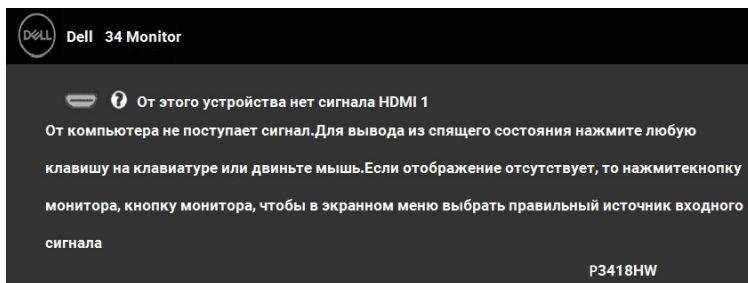 DELL Dell 34 Monitor
От этого устройства нет сигнала HDMI 1
От компьютера не поступает сигнал.Для вывода из спящего состояния нажмите любую
клавишу на клавиатуре или двиньте мышь.Если отображение отсутствует, то нажмитекнопку
монитора, кнопку монитора, чтобы в экранном меню выбрать правильный источник входного
сигнала
P3418HW